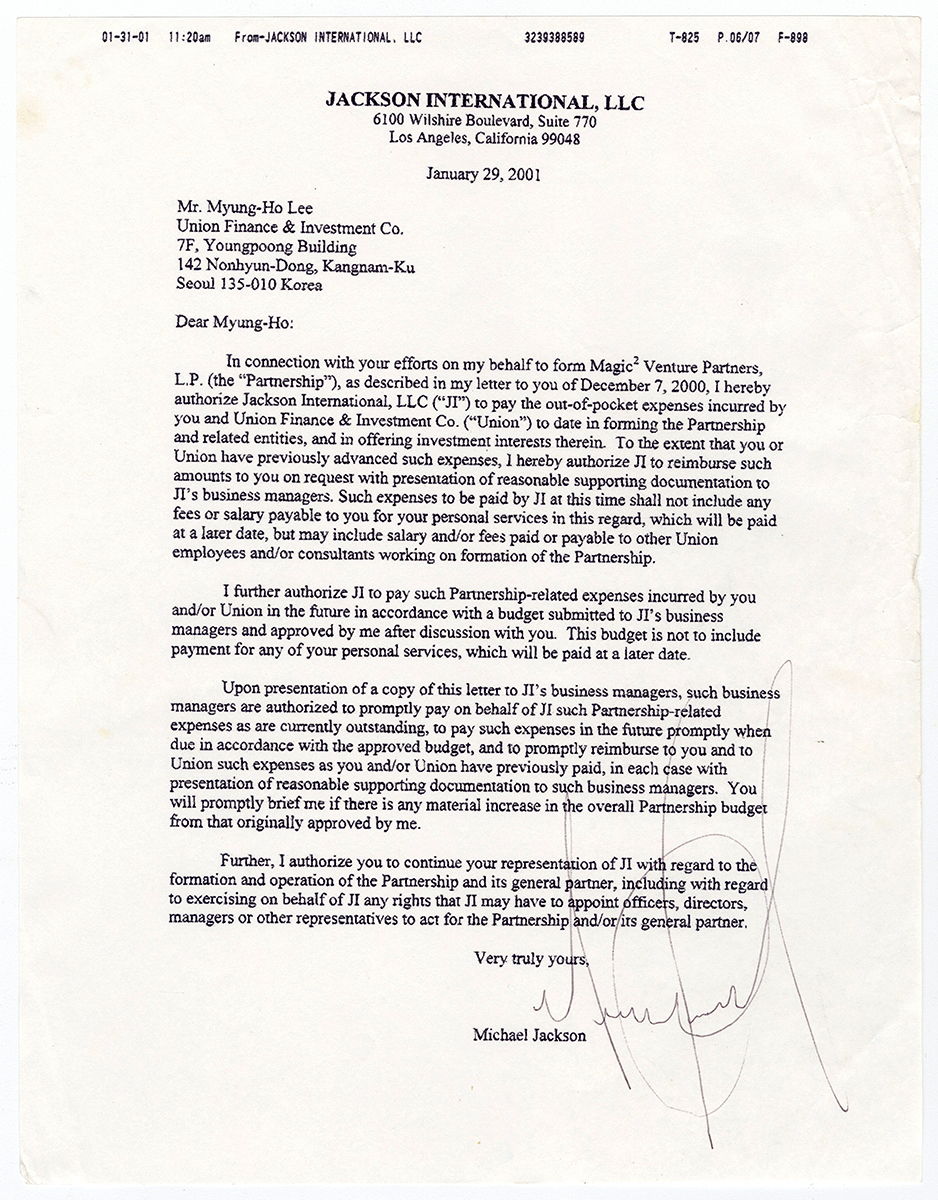 01-31-01 11:20am From-JACKSON INTERNATIONAL, LLC 3239388589 T-825 P.06/07 F-898
JACKSON INTERNATIONAL, LLC
6100 Wilshire Boulevard, Suite 770
Los Angeles, California 99048
January 29, 2001
Mr. Myung-Ho Lee
Union Finance & Investment Co.
7F, Youngpoong Building
142 Nonhyun-Dong, Kangnam-Ku
Seoul 135-010 Korea
Dear Myung-Ho:
In connection with your efforts on my behalf to form Magic² Venture Partners,
L.P. (the “Partnership”), as described in my letter to you of December 7, 2000, I hereby
authorize Jackson International, LLC (“JI”) to pay the out-of-pocket expenses incurred by
you and Union Finance & Investment Co. (“Union”) to date in forming the Partnership
and related entities, and in offering investment interests therein. To the extent that you or
Union have previously advanced such expenses, I hereby authorize JI to reimburse such
amounts to you on request with presentation of reasonable supporting documentation to
JI’s business managers. Such expenses to be paid by JI at this time shall not include any
fees or salary payable to you for your personal services in this regard, which will be paid
at a later date, but may include salary and/or fees paid or payable to other Union
employees and/or consultants working on formation of the Partnership.
I further authorize JI to pay such Partnership-related expenses incurred by you
and/or Union in the future in accordance with a budget submitted to JI’s business
managers and approved by me after discussion with you. This budget is not to include
payment for any of your personal services, which will be paid at a later date.
Upon presentation of a copy of this letter to JI’s business managers, such business
managers are authorized to promptly pay on behalf of JI such Partnership-related
expenses as are currently outstanding, to pay such expenses in the future promptly when
due in accordance with the approved budget, and to promptly reimburse to you and to
Union such expenses as you and/or Union have previously paid, in each case with
presentation of reasonable supporting documentation to such business managers. You
will promptly brief me if there is any material increase in the overall Partnership budget
from that originally approved by me.
Further, I authorize you to continue your representation of JI with regard to the
formation and operation of the Partnership and its general partner, including with regard
to exercising on behalf of JI any rights that JI may have to appoint officers, directors,
managers or other representatives to act for the Partnership and/or its general partner.
Very truly yours,
Michael Jackson